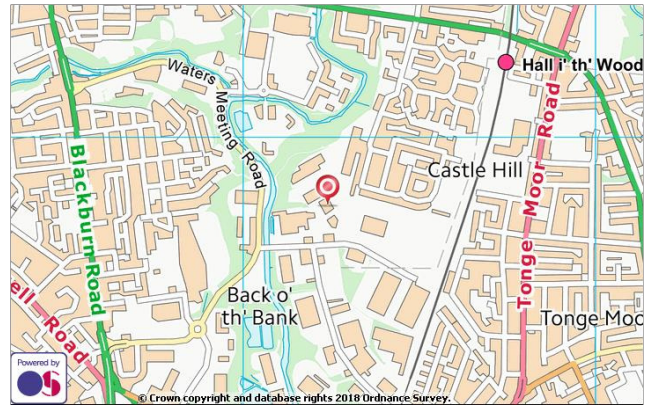 Hall i' th' Wood
Waters Meeting Road
Blackburn Road
Castle Hill
Tonge Moor Road
Back o'
th' Bank
ell Road
Tonge Moo
Powered by
OS
© Crown copyright and database rights 2018 Ordnance Survey.